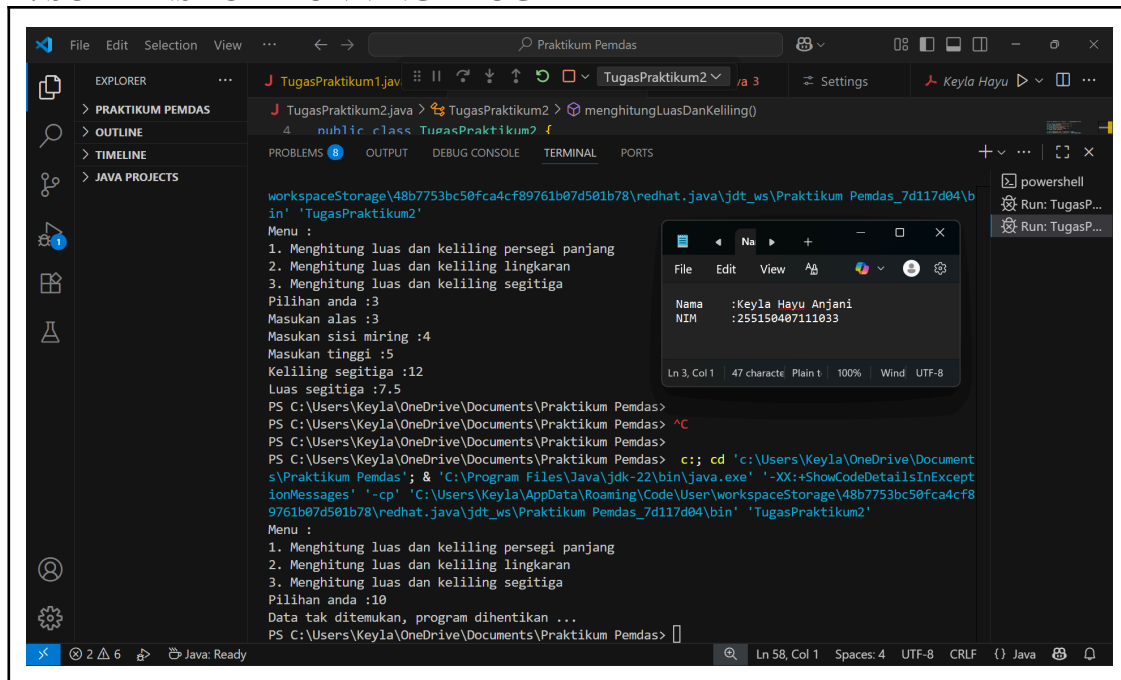 File Edit Selection View ... Praktikum Pemdas
EXPLORER ...
> PRAKTIKUM PEMDAS
> OUTLINE
> TIMELINE
> JAVA PROJECTS
J TugasPraktikum1.jav TugasPraktikum2 va 3 Settings Keyla Hayu ...
J TugasPraktikum2.java > TugasPraktikum2 > menghitungLuasDanKeliling()
4 public class TugasPraktikum2 {
PROBLEMS 8 OUTPUT DEBUG CONSOLE TERMINAL PORTS
powershell
Run: TugasP...
Run: TugasP...
workspaceStorage\48b7753bc50fca4cf89761b07d501b78\redhat.java\jdt_ws\Praktikum Pemdas_7d117d04\b
in' 'TugasPraktikum2'
Menu :
1. Menghitung luas dan keliling persegi panjang
2. Menghitung luas dan keliling lingkaran
3. Menghitung luas dan keliling segitiga
Pilihan anda :3
Masukan alas :3
Masukan sisi miring :4
Masukan tinggi :5
Keliling segitiga :12
Luas segitiga :7.5
PS C:\Users\Keyla\OneDrive\Documents\Praktikum Pemdas>
PS C:\Users\Keyla\OneDrive\Documents\Praktikum Pemdas> ^C
PS C:\Users\Keyla\OneDrive\Documents\Praktikum Pemdas>
PS C:\Users\Keyla\OneDrive\Documents\Praktikum Pemdas> c:; cd 'c:\Users\Keyla\OneDrive\Document
s\Praktikum Pemdas'; & 'C:\Program Files\Java\jdk-22\bin\java.exe' '-XX:+ShowCodeDetailsInExcept
ionMessages' '-cp' 'C:\Users\Keyla\AppData\Roaming\Code\User\workspaceStorage\48b7753bc50fca4cf8
9761b07d501b78\redhat.java\jdt_ws\Praktikum Pemdas_7d117d04\bin' 'TugasPraktikum2'
Menu :
1. Menghitung luas dan keliling persegi panjang
2. Menghitung luas dan keliling lingkaran
3. Menghitung luas dan keliling segitiga
Pilihan anda :10
Data tak ditemukan, program dihentikan ...
PS C:\Users\Keyla\OneDrive\Documents\Praktikum Pemdas>
Na
File Edit View
Nama :Keyla Hayu Anjani
NIM :255150407111033
Ln 3, Col 1 47 characte Plain t 100% Wind UTF-8
1
2 6 Java: Ready Ln 58, Col 1 Spaces: 4 UTF-8 CRLF {} Java